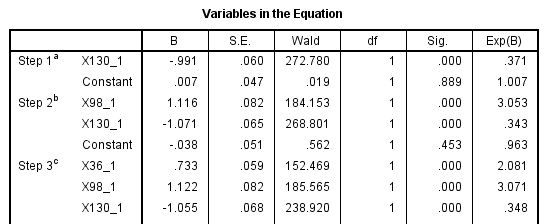 Variables in the Equation
B S.E. Wald df Sig. Exp(B)
Step 1a X130_1 -.991 .060 272.780 1 .000 .371
Constant .007 .047 .019 1 .889 1.007
Step 2b X98_1 1.116 .082 184.153 1 .000 3.053
X130_1 -1.071 .065 268.801 1 .000 .343
Constant -.038 .051 .562 1 .453 .963
Step 3c X36_1 .733 .059 152.469 1 .000 2.081
X98_1 1.122 .082 185.565 1 .000 3.071
X130_1 -1.055 .068 238.920 1 .000 .348